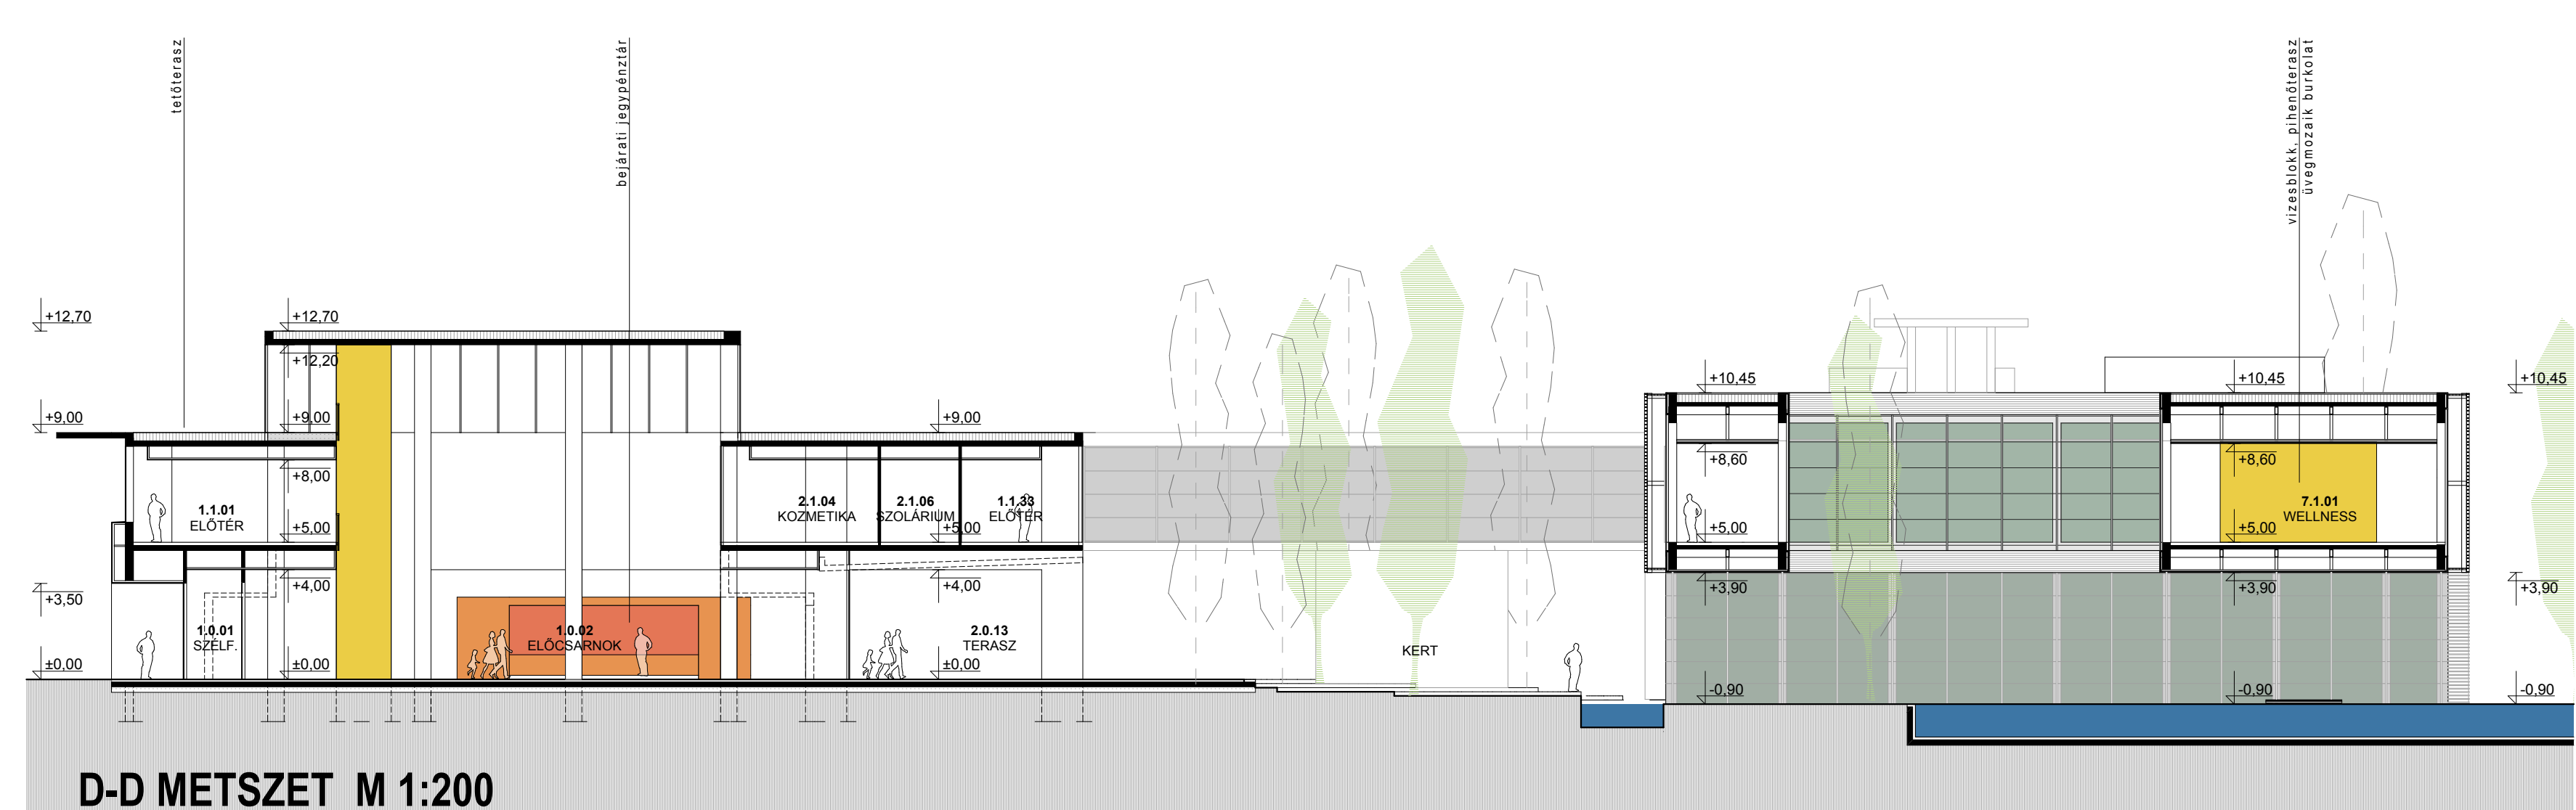 tetőterasz
bejárati jegypénztár
vizesblokk, pihenőterasz
üvegmozaik burkolat
+12,70
+12,70
+12,20
+10,45
+10,45
+10,45
+9,00
+9,00
+9,00
+8,00
+8,60
+8,60
1.1.01
ELŐTÉR
2.1.04
KOZMETIKA
2.1.06
SZOLÁRIUM
1.1.33
ELŐTÉR
7.1.01
WELLNESS
+5,00
+5,00
+5,00
+5,00
+3,50
+4,00
+4,00
+3,90
+3,90
+3,90
1.0.01
SZÉLF.
1.0.02
ELŐCSARNOK
2.0.13
TERASZ
KERT
±0,00
±0,00
±0,00
-0,90
-0,90
-0,90
D-D METSZET M 1:200